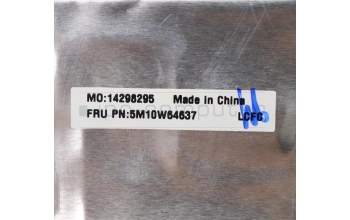 MO:14298295 Made in China
FRU PN:5M10W64637 LCFC